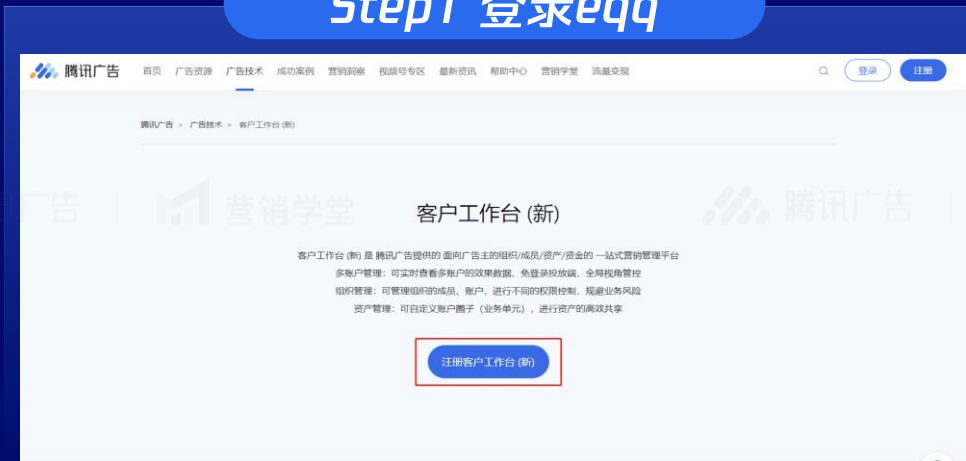 Step1 登录eqq
腾讯广告 首页 广告资源 广告技术 成功案例 营销洞察 视频号专区 最新资讯 帮助中心 营销学堂 流量变现 登录 注册
腾讯广告 > 广告技术 > 客户工作台 (新)
讯广告 营销学堂 腾讯广告
客户工作台 (新)
客户工作台 (新) 是 腾讯广告提供的 面向广告主的组织/成员/资产/资金的 一站式营销管理平台
多账户管理：可实时查看多账户的效果数据、免登录投放端、全局视角管控
组织管理：可管理组织的成员、账户，进行不同的权限控制，规避业务风险
资产管理：可自定义账户圈子（业务单元），进行资产的高效共享
注册客户工作台 (新)